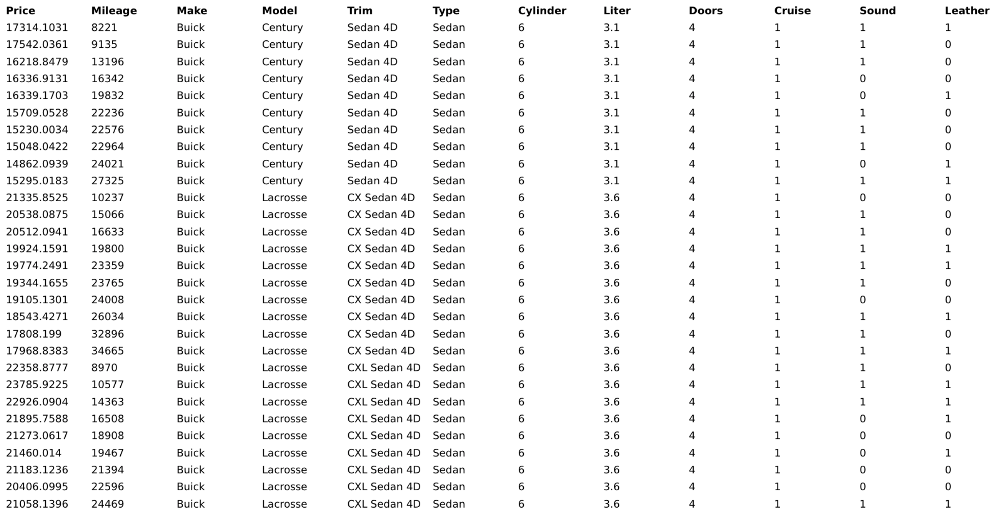 Price Mileage Make Model Trim Type Cylinder Liter Doors Cruise Sound Leather
17314.1031 8221 Buick Century Sedan 4D Sedan 6 3.1 4 1 1 1
17542.0361 9135 Buick Century Sedan 4D Sedan 6 3.1 4 1 1 0
16218.8479 13196 Buick Century Sedan 4D Sedan 6 3.1 4 1 1 0
16336.9131 16342 Buick Century Sedan 4D Sedan 6 3.1 4 1 0 0
16339.1703 19832 Buick Century Sedan 4D Sedan 6 3.1 4 1 0 1
15709.0528 22236 Buick Century Sedan 4D Sedan 6 3.1 4 1 1 0
15230.0034 22576 Buick Century Sedan 4D Sedan 6 3.1 4 1 1 0
15048.0422 22964 Buick Century Sedan 4D Sedan 6 3.1 4 1 1 0
14862.0939 24021 Buick Century Sedan 4D Sedan 6 3.1 4 1 0 1
15295.0183 27325 Buick Century Sedan 4D Sedan 6 3.1 4 1 1 1
21335.8525 10237 Buick Lacrosse CX Sedan 4D Sedan 6 3.6 4 1 0 0
20538.0875 15066 Buick Lacrosse CX Sedan 4D Sedan 6 3.6 4 1 1 0
20512.0941 16633 Buick Lacrosse CX Sedan 4D Sedan 6 3.6 4 1 1 0
19924.1591 19800 Buick Lacrosse CX Sedan 4D Sedan 6 3.6 4 1 1 1
19774.2491 23359 Buick Lacrosse CX Sedan 4D Sedan 6 3.6 4 1 1 1
19344.1655 23765 Buick Lacrosse CX Sedan 4D Sedan 6 3.6 4 1 1 0
19105.1301 24008 Buick Lacrosse CX Sedan 4D Sedan 6 3.6 4 1 0 0
18543.4271 26034 Buick Lacrosse CX Sedan 4D Sedan 6 3.6 4 1 1 1
17808.199 32896 Buick Lacrosse CX Sedan 4D Sedan 6 3.6 4 1 1 0
17968.8383 34665 Buick Lacrosse CX Sedan 4D Sedan 6 3.6 4 1 1 1
22358.8777 8970 Buick Lacrosse CXL Sedan 4D Sedan 6 3.6 4 1 1 0
23785.9225 10577 Buick Lacrosse CXL Sedan 4D Sedan 6 3.6 4 1 1 1
22926.0904 14363 Buick Lacrosse CXL Sedan 4D Sedan 6 3.6 4 1 1 1
21895.7588 16508 Buick Lacrosse CXL Sedan 4D Sedan 6 3.6 4 1 0 1
21273.0617 18908 Buick Lacrosse CXL Sedan 4D Sedan 6 3.6 4 1 0 0
21460.014 19467 Buick Lacrosse CXL Sedan 4D Sedan 6 3.6 4 1 0 1
21183.1236 21394 Buick Lacrosse CXL Sedan 4D Sedan 6 3.6 4 1 0 0
20406.0995 22596 Buick Lacrosse CXL Sedan 4D Sedan 6 3.6 4 1 0 0
21058.1396 24469 Buick Lacrosse CXL Sedan 4D Sedan 6 3.6 4 1 1 1